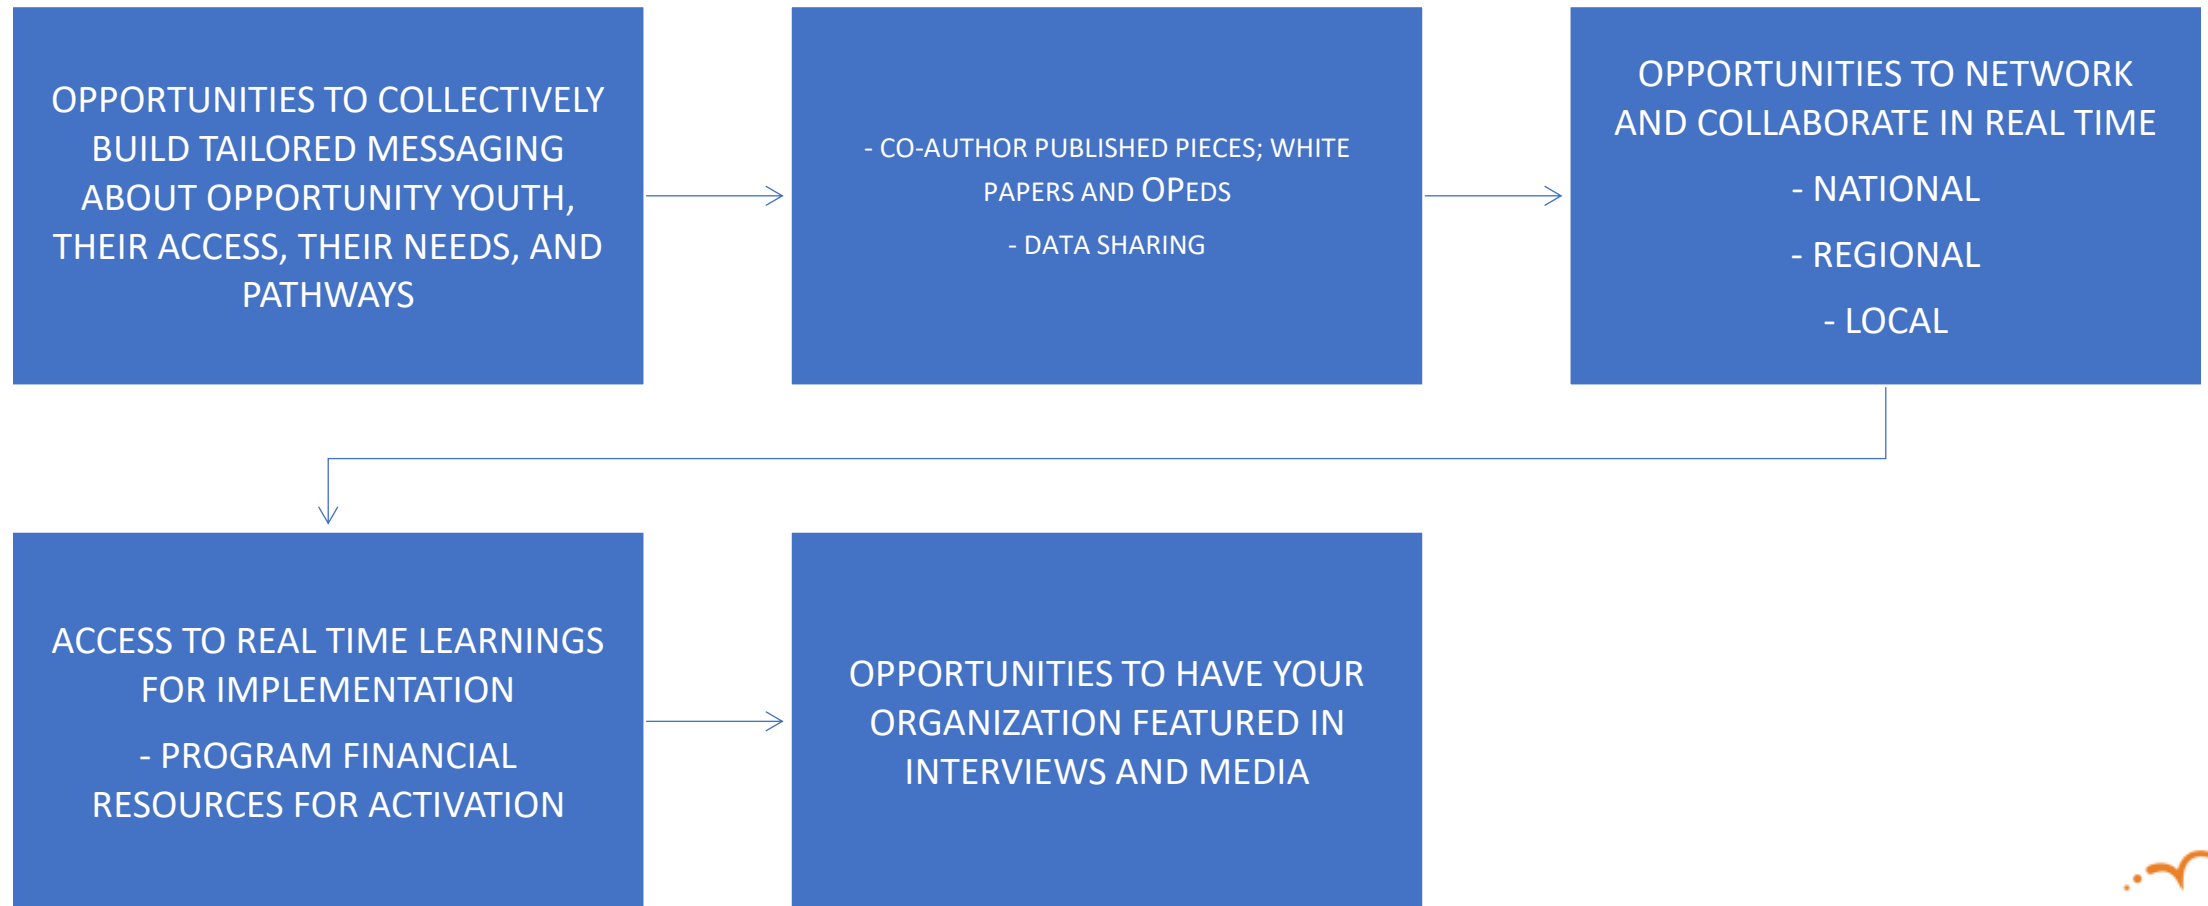 OPPORTUNITIES TO COLLECTIVELY
BUILD TAILORED MESSAGING
ABOUT OPPORTUNITY YOUTH,
THEIR ACCESS, THEIR NEEDS, AND
PATHWAYS
- CO-AUTHOR PUBLISHED PIECES; WHITE
PAPERS AND OPEDS
- DATA SHARING
OPPORTUNITIES TO NETWORK
AND COLLABORATE IN REAL TIME
- NATIONAL
- REGIONAL
- LOCAL
ACCESS TO REAL TIME LEARNINGS
FOR IMPLEMENTATION
- PROGRAM FINANCIAL
RESOURCES FOR ACTIVATION
OPPORTUNITIES TO HAVE YOUR
ORGANIZATION FEATURED IN
INTERVIEWS AND MEDIA